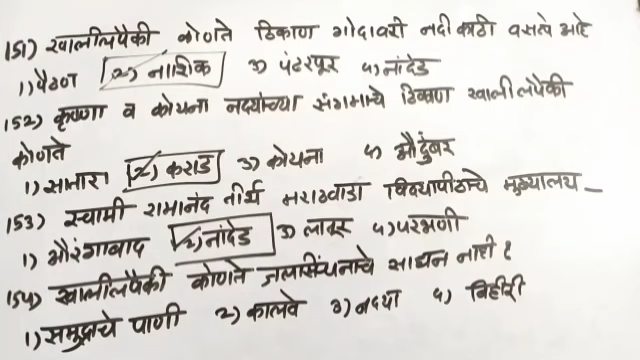 151) खालीलपैकी कोणते ठिकाण गोदावरी नदी काठी वसले आहे
1) पैठण 2) नाशिक 3) पंढरपूर 4) नांदेड
152) कृष्णा व कोयना नद्यांच्या संगमाचे ठिकाण खालीलपैकी
कोणते
1) सातारा 2) कराड 3) कोयना 4) औदुंबर
153) स्वामी रामानंद तीर्थ मराठवाडा विद्यापीठाचे मुख्यालय _
1) औरंगाबाद 2) नांदेड 3) लातूर 4) परभणी
154) खालीलपैकी कोणते जलसिंचनाचे साधन नाही ?
1) समुद्राचे पाणी 2) कालवे 3) नद्या 4) विहीरी